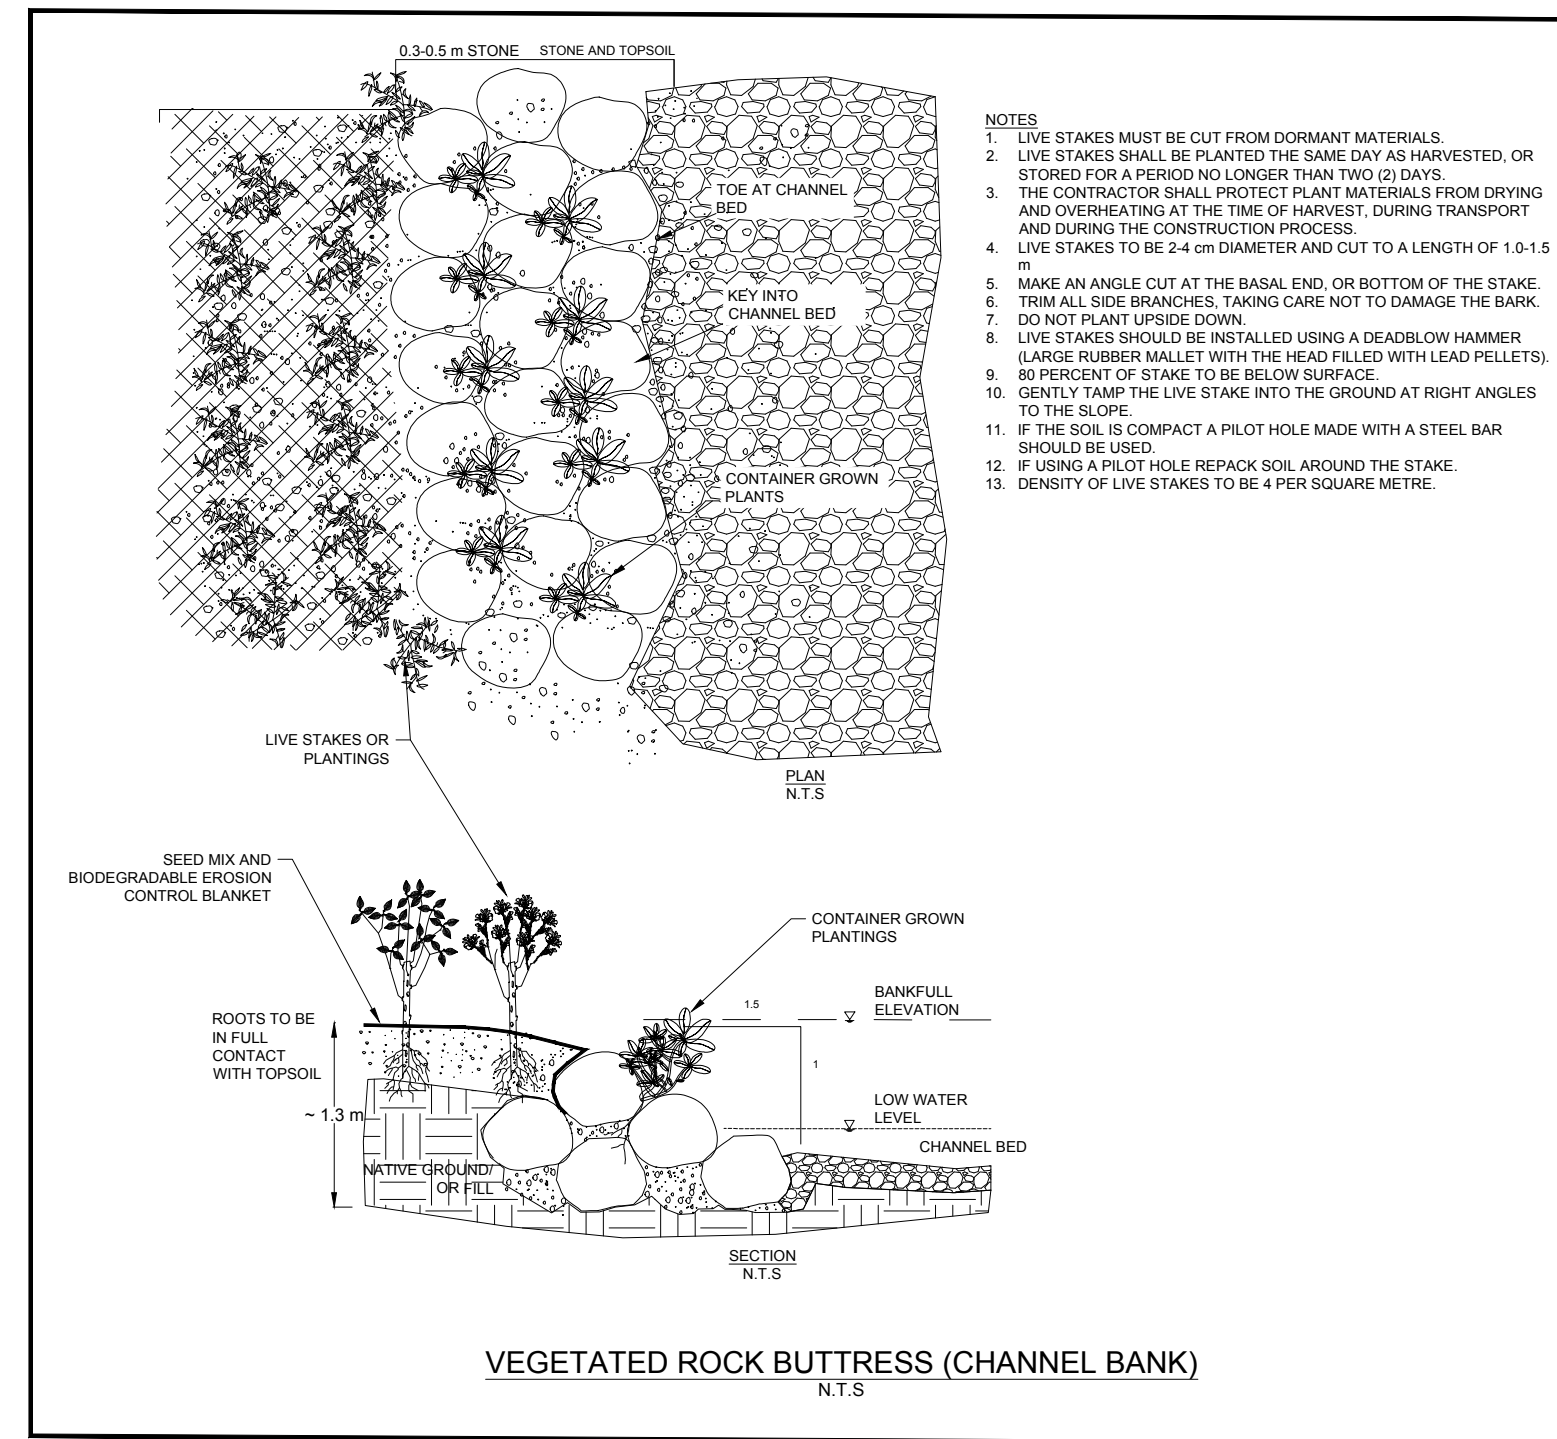 0.3-0.5 m STONE STONE AND TOPSOIL
TOE AT CHANNEL
BED
KEY INTO
CHANNEL BED
CONTAINER GROWN
PLANTS
LIVE STAKES OR
PLANTINGS
PLAN
N.T.S
NOTES
1. LIVE STAKES MUST BE CUT FROM DORMANT MATERIALS.
2. LIVE STAKES SHALL BE PLANTED THE SAME DAY AS HARVESTED, OR
STORED FOR A PERIOD NO LONGER THAN TWO (2) DAYS.
3. THE CONTRACTOR SHALL PROTECT PLANT MATERIALS FROM DRYING
AND OVERHEATING AT THE TIME OF HARVEST, DURING TRANSPORT
AND DURING THE CONSTRUCTION PROCESS.
4. LIVE STAKES TO BE 2-4 cm DIAMETER AND CUT TO A LENGTH OF 1.0-1.5
m
5. MAKE AN ANGLE CUT AT THE BASAL END, OR BOTTOM OF THE STAKE.
6. TRIM ALL SIDE BRANCHES, TAKING CARE NOT TO DAMAGE THE BARK.
7. DO NOT PLANT UPSIDE DOWN.
8. LIVE STAKES SHOULD BE INSTALLED USING A DEADBLOW HAMMER
(LARGE RUBBER MALLET WITH THE HEAD FILLED WITH LEAD PELLETS).
9. 80 PERCENT OF STAKE TO BE BELOW SURFACE.
10. GENTLY TAMP THE LIVE STAKE INTO THE GROUND AT RIGHT ANGLES
TO THE SLOPE.
11. IF THE SOIL IS COMPACT A PILOT HOLE MADE WITH A STEEL BAR
SHOULD BE USED.
12. IF USING A PILOT HOLE REPACK SOIL AROUND THE STAKE.
13. DENSITY OF LIVE STAKES TO BE 4 PER SQUARE METRE.
SEED MIX AND
BIODEGRADABLE EROSION
CONTROL BLANKET
CONTAINER GROWN
PLANTINGS
ROOTS TO BE
IN FULL
CONTACT
WITH TOPSOIL
1.5
BANKFULL
ELEVATION
1
~ 1.3 m
LOW WATER
LEVEL
CHANNEL BED
NATIVE GROUND/
OR FILL
SECTION
N.T.S
VEGETATED ROCK BUTTRESS (CHANNEL BANK)
N.T.S